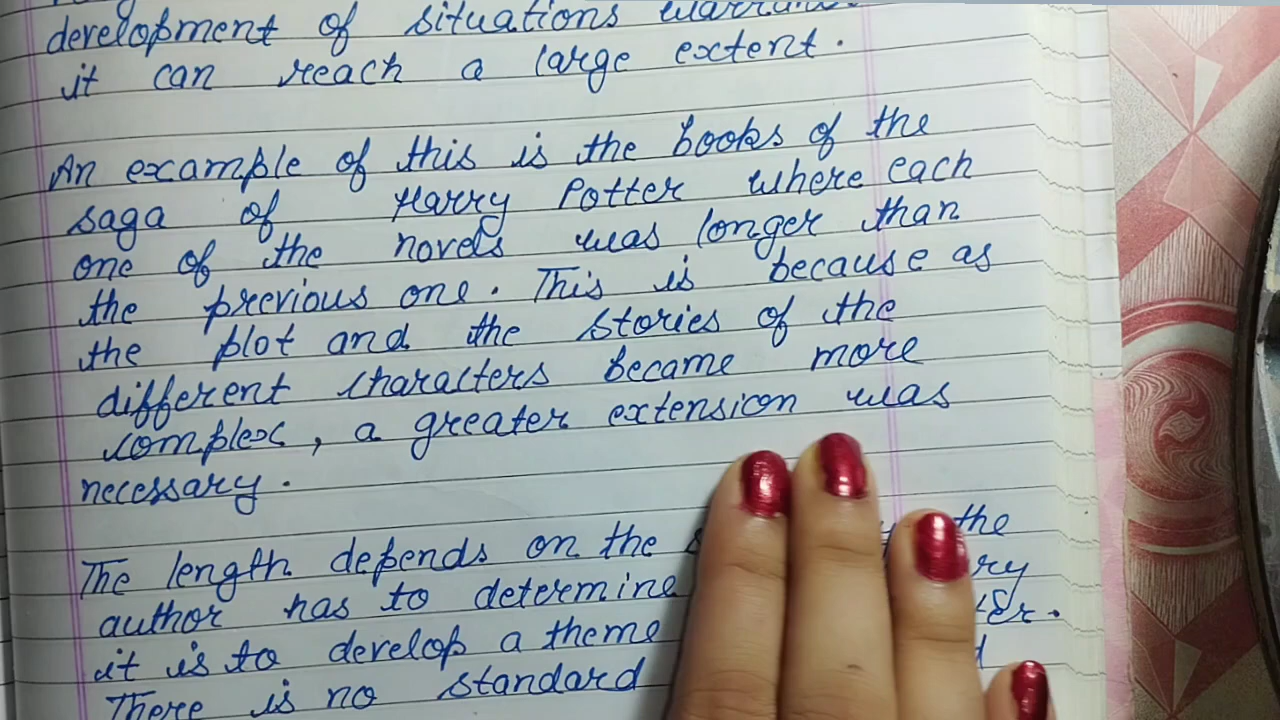 development of situations
it can reach a large extent.
An example of this is the books of the
saga of Harry Potter where each
one of the novels was longer than
the previous one. This is because as
the plot and the stories of the
different characters became more
complex, a greater extension was
necessary.
The length depends on the the
author has to determine
it is to develop a theme
There is no standard